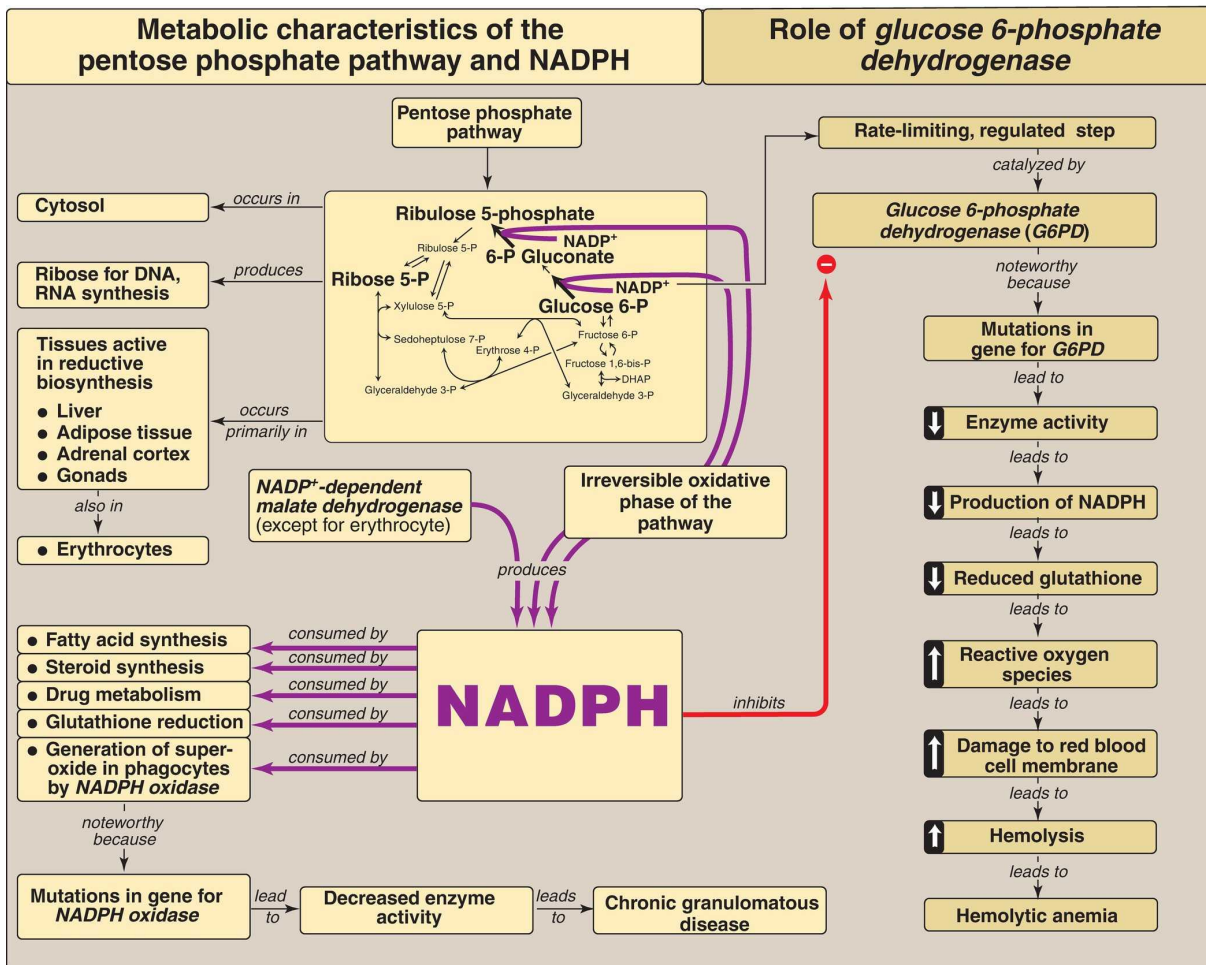 Metabolic characteristics of the
pentose phosphate pathway and NADPH
Role of glucose 6-phosphate
dehydrogenase
Pentose phosphate
pathway
Cytosol
occurs in
Ribose for DNA,
RNA synthesis
produces
Tissues active
in reductive
biosynthesis
● Liver
● Adipose tissue
● Adrenal cortex
● Gonads
occurs
primarily in
also in
● Erythrocytes
Ribulose 5-phosphate
NADP⁺
Ribulose 5-P
6-P Gluconate
Ribose 5-P
NADP⁺
Xylulose 5-P
Glucose 6-P
Sedoheptulose 7-P
Fructose 6-P
Erythrose 4-P
Fructose 1,6-bis-P
DHAP
Glyceraldehyde 3-P
Glyceraldehyde 3-P
NADP⁺-dependent
malate dehydrogenase
(except for erythrocyte)
Irreversible oxidative
phase of the
pathway
produces
NADPH
● Fatty acid synthesis
consumed by
● Steroid synthesis
consumed by
● Drug metabolism
consumed by
● Glutathione reduction
consumed by
● Generation of super-
oxide in phagocytes
by NADPH oxidase
consumed by
inhibits
noteworthy
because
Mutations in gene for
NADPH oxidase
lead
to
Decreased enzyme
activity
leads
to
Chronic granulomatous
disease
Rate-limiting, regulated step
catalyzed by
Glucose 6-phosphate
dehydrogenase (G6PD)
noteworthy
because
Mutations in
gene for G6PD
lead to
Enzyme activity
leads to
Production of NADPH
leads to
Reduced glutathione
leads to
Reactive oxygen
species
leads to
Damage to red blood
cell membrane
leads to
Hemolysis
leads to
Hemolytic anemia